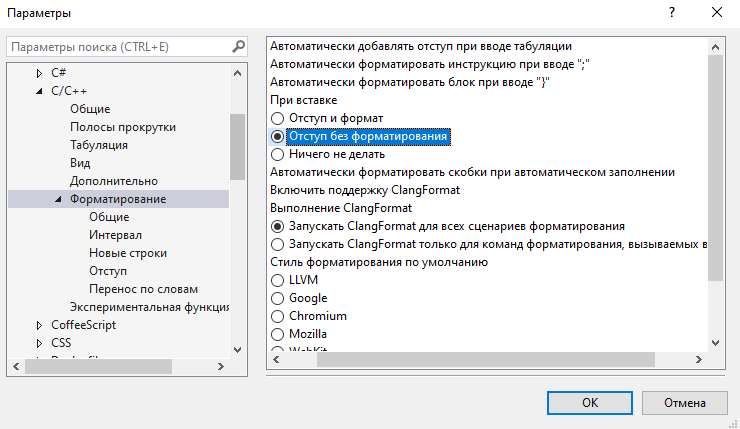 Параметры
?
Параметры поиска (CTRL+E)
C#
C/C++
Общие
Полосы прокрутки
Табуляция
Вид
Дополнительно
Форматирование
Общие
Интервал
Новые строки
Отступ
Перенос по словам
Экспериментальная функция
CoffeeScript
CSS
Автоматически добавлять отступ при вводе табуляции
Автоматически форматировать инструкцию при вводе ";"
Автоматически форматировать блок при вводе "}"
При вставке
Отступ и формат
Отступ без форматирования
Ничего не делать
Автоматически форматировать скобки при автоматическом заполнении
Включить поддержку ClangFormat
Выполнение ClangFormat
Запускать ClangFormat для всех сценариев форматирования
Запускать ClangFormat только для команд форматирования, вызываемых в
Стиль форматирования по умолчанию
LLVM
Google
Chromium
Mozilla
WebKit
OK
Отмена